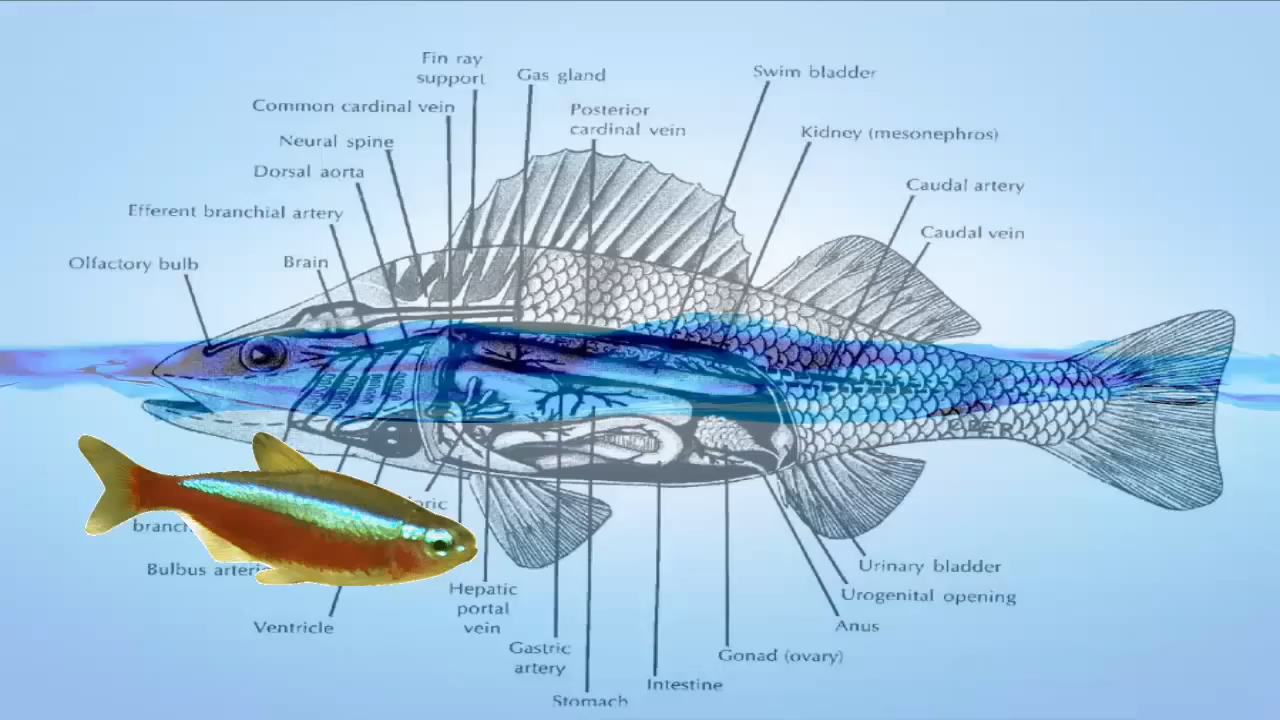 Fin ray
support
Gas gland
Swim bladder
Common cardinal vein
Posterior
cardinal vein
Neural spine
Kidney (mesonephros)
Dorsal aorta
Caudal artery
Efferent branchial artery
Caudal vein
Olfactory bulb
Brain
Urinary bladder
Hepatic
portal
vein
Urogenital opening
Ventricle
Anus
Gastric
artery
Gonad (ovary)
Intestine
Stomach